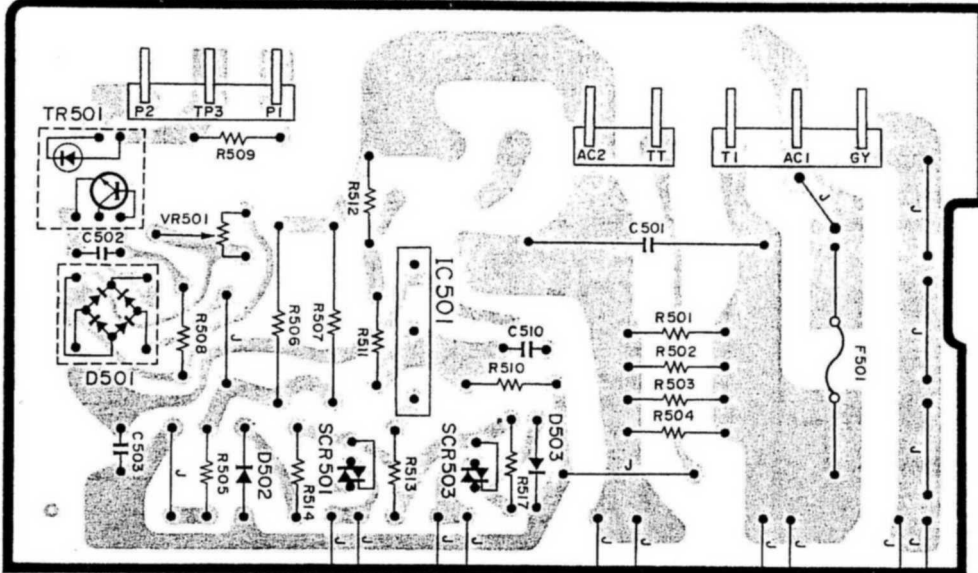 P2 TP3 P1
TR501
R509
AC2 TT
T1 AC1 GY
R512
J
J
VR501
C502
C501
IC501
R508
J
R506
R507
R511
C510
R510
R501
R502
R503
R504
F501
J
D501
C503
J
R505
D502
R514
SCR501
R513
SCR503
R517
D503
J
J
J J J J J J J J J J